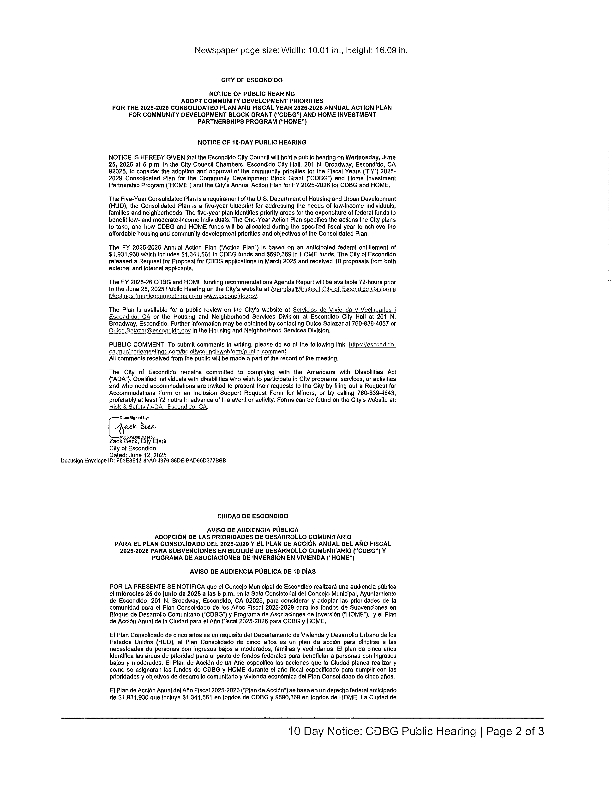 Newspaper page size: Width: 10.01 in., Height: 16.09 in.
CITY OF ESCONDIDO
NOTICE OF PUBLIC HEARING
ADOPT COMMUNITY DEVELOPMENT PRIORITIES
FOR THE 2025-2029 CONSOLIDATED PLAN AND FISCAL YEAR 2025-2026 ANNUAL ACTION PLAN
FOR COMMUNITY DEVELOPMENT BLOCK GRANT ("CDBG") AND HOME INVESTMENT
PARTNERSHIPS PROGRAM ("HOME")
NOTICE OF 10-DAY PUBLIC HEARING
NOTICE IS HEREBY GIVEN that the Escondido City Council will hold a public hearing on Wednesday, June
25, 2025 at 5 p.m. in the City Council Chambers, Escondido City Hall, 201 N. Broadway, Escondido, CA
92025, to consider the adoption and approval of the community priorities for the Fiscal Years ("FY") 2025-
2029 Consolidated Plan for the Community Development Block Grant ("CDBG") and Home Investment
Partnership Program ("HOME") and the City's Annual Action Plan for FY 2025-2026 for CDBG and HOME.
The Five-Year Consolidated Plan is a requirement of the U.S. Department of Housing and Urban Development
(HUD), the Consolidated Plan is a five-year blueprint for addressing the needs of low-income individuals,
families and neighborhoods. The five-year plan identifies priority areas for the expenditure of federal funds to
benefit low- and moderate-income individuals. The One-Year Action Plan specifies the actions the City plans
to take, and how CDBG and HOME funds will be allocated during the specified fiscal year to achieve the
affordable housing and community development priorities and objectives of the Consolidated Plan.
The FY 2025-2026 Annual Action Plan ("Action Plan") is based on an anticipated federal entitlement of
$1,931,930 which includes $1,341,561 in CDBG funds and $590,369 in HOME funds. The City of Escondido
released a Request for Proposal for CDBG applications in March 2025 and received 10 proposals from both
external and internal applicants.
The FY 2025-26 CDBG and HOME funding recommendations Agenda Report will be available 72-hours prior
to the June 25, 2025 Public Hearing on the City's website at
The Plan is available for a public review on the City's website at Servicios de Vivienda y Vecindarios |
Escondido, CA or the Housing and Neighborhood Services Division at Escondido City Hall at 201 N.
Broadway, Escondido. Further information may be obtained by contacting Dulce Salazar at or
in the Housing and Neighborhood Services Division.
PUBLIC COMMENT: To submit comments in writing, please do so at the following link:
All comments received from the public will be made a part of the record of the meeting.
The City of Escondido remains committed to complying with the Americans with Disabilities Act
("ADA"). Qualified individuals with disabilities who wish to participate in City programs, services, or activities
and who need accommodations are invited to present their requests to the City by filing out a Request for
Accommodations Form or an Inclusion Support Request Form for Minors, or by calling 760-839-4643,
preferably at least 72 hours in advance of the event or activity. Forms can be found on the City's website at:
Risk & Safety / ADA | Escondido, CA.
DocuSigned by:
Zack Beck
Zack Beck, City Clerk
City of Escondido
Dated: June 12, 2025
Docusign Envelope ID:
CIUDAD DE ESCONDIDO
AVISO DE AUDIENCIA PÚBLICA
ADOPCIÓN DE LAS PRIORIDADES DE DESARROLLO COMUNITARIO
PARA EL PLAN CONSOLIDADO DEL 2025-2029 Y EL PLAN DE ACCIÓN ANUAL DEL AÑO FISCAL
2025-2026 PARA SUBVENCIONES EN BLOQUE DE DESARROLLO COMUNITARIO ("CDBG") Y
POGRAMA DE ASOCIACIONES DE INVERSIÓN EN VIVIENDA ("HOME")
AVISO DE AUDIENCIA PÚBLICA DE 10 DÍAS
POR LA PRESENTE SE NOTIFICA que el Concejo Municipal de Escondido realizará una audiencia pública
el miércoles 25 de junio de 2025 a las 5 p.m. en la Sala Consistorial del Concejo Municipal, Ayuntamiento
de Escondido, 201 N. Broadway, Escondido, CA 92025, para considerar y adoptar las prioridades de la
comunidad para el Plan Consolidado de los Años Fiscal 2025-2029 para los fondos de Subvenciones en
Bloque de Desarrollo Comunitario ("CDBG") y Programa de Asociaciones de Inversión ("HOME"), y el Plan
de Acción Anual de la Ciudad para el Año Fiscal 2025-2026 para CDBG y HOME.
El Plan Consolidado de cinco años es un requisito del Departamento de Vivienda y Desarrollo Urbano de los
Estados Unidos (HUD), el Plan Consolidado de cinco años es un plan de acción para dirigirse a las
necesidades de personas con ingresos bajos a moderados, familias y vecindarios. El plan de cinco años
identifica las áreas de prioridad para el gasto de fondos federales para beneficiar a personas con ingresos
bajos y moderados. El Plan de Acción de Un Año especifica las acciones que la Ciudad planea realizar y
como se asignarán los fondos de CDBG y HOME durante el año fiscal especificado para cumplir con las
prioridades y objetivos de desarrollo comunitario y vivienda económica del Plan Consolidado de cinco años.
El Plan de Acción Anual del Año Fiscal 2025-2026 ("Plan de Acción") se basa en un derecho federal anticipado
de $1,931,930 que incluye $1,341,561 en fondos de CDBG y $590,369 en fondos de HOME. La Ciudad de
10 Day Notice: CDBG Public Hearing | Page 2 of 3